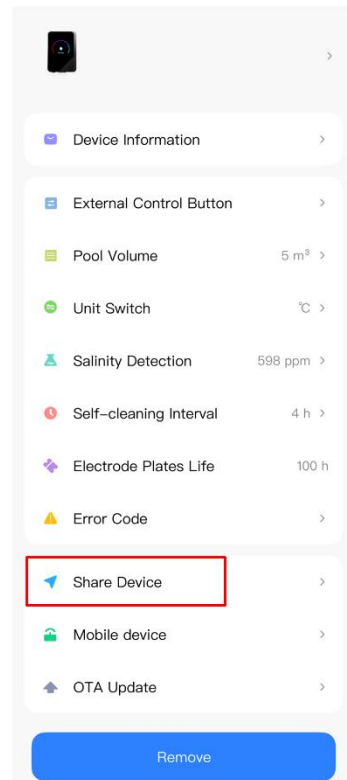 Device Information
External Control Button
Pool Volume 5 m³
Unit Switch ℃
Salinity Detection 598 ppm
Self-cleaning Interval 4 h
Electrode Plates Life 100 h
Error Code
Share Device
Mobile device
OTA Update
Remove